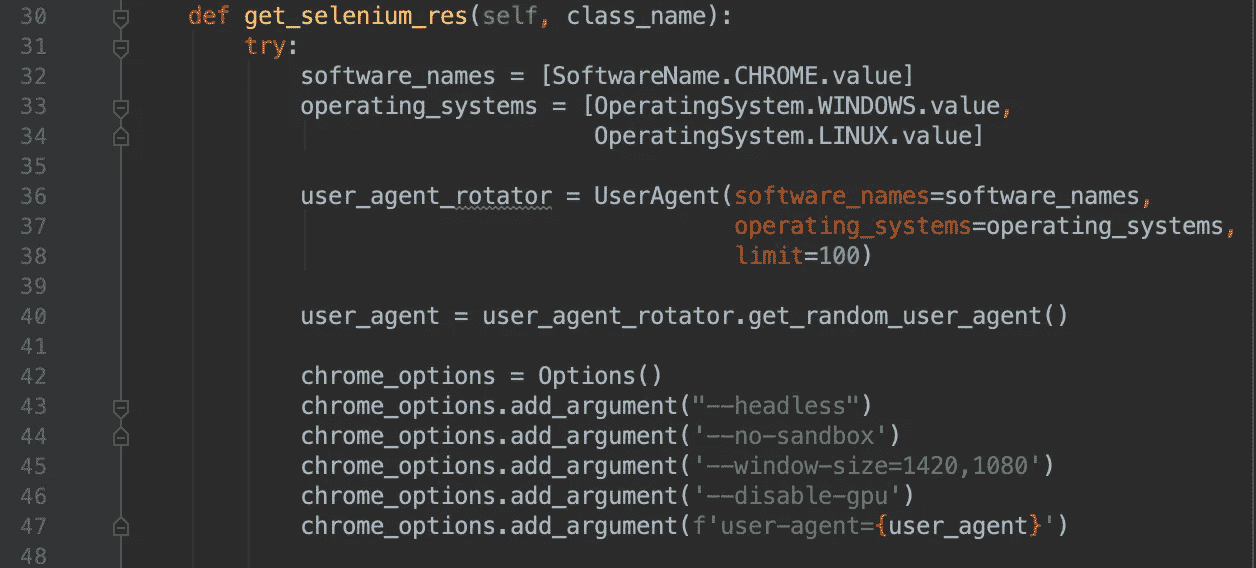 30 def get_selenium_res(self, class_name):
31 try:
32 software_names = [SoftwareName.CHROME.value]
33 operating_systems = [OperatingSystem.WINDOWS.value,
34 OperatingSystem.LINUX.value]
35
36 user_agent_rotator = UserAgent(software_names=software_names,
37 operating_systems=operating_systems,
38 limit=100)
39
40 user_agent = user_agent_rotator.get_random_user_agent()
41
42 chrome_options = Options()
43 chrome_options.add_argument("--headless")
44 chrome_options.add_argument('--no-sandbox')
45 chrome_options.add_argument('--window-size=1420,1080')
46 chrome_options.add_argument('--disable-gpu')
47 chrome_options.add_argument(f'user-agent={user_agent}')
48